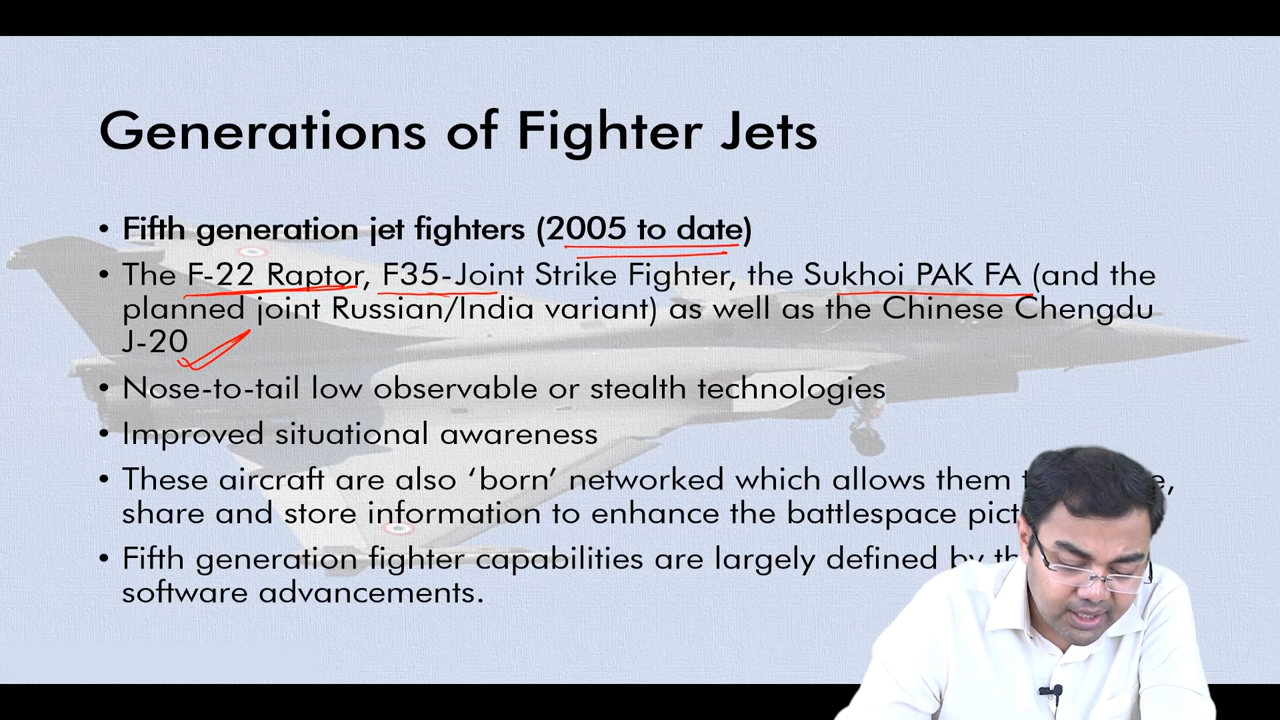 Generations of Fighter Jets
• Fifth generation jet fighters (2005 to date)
• The F-22 Raptor, F35-Joint Strike Fighter, the Sukhoi PAK FA (and the
planned joint Russian/India variant) as well as the Chinese Chengdu
J-20
• Nose-to-tail low observable or stealth technologies
• Improved situational awareness
• These aircraft are also ‘born’ networked which allows them
share and store information to enhance the battlespace
• Fifth generation fighter capabilities are largely defined by
software advancements.